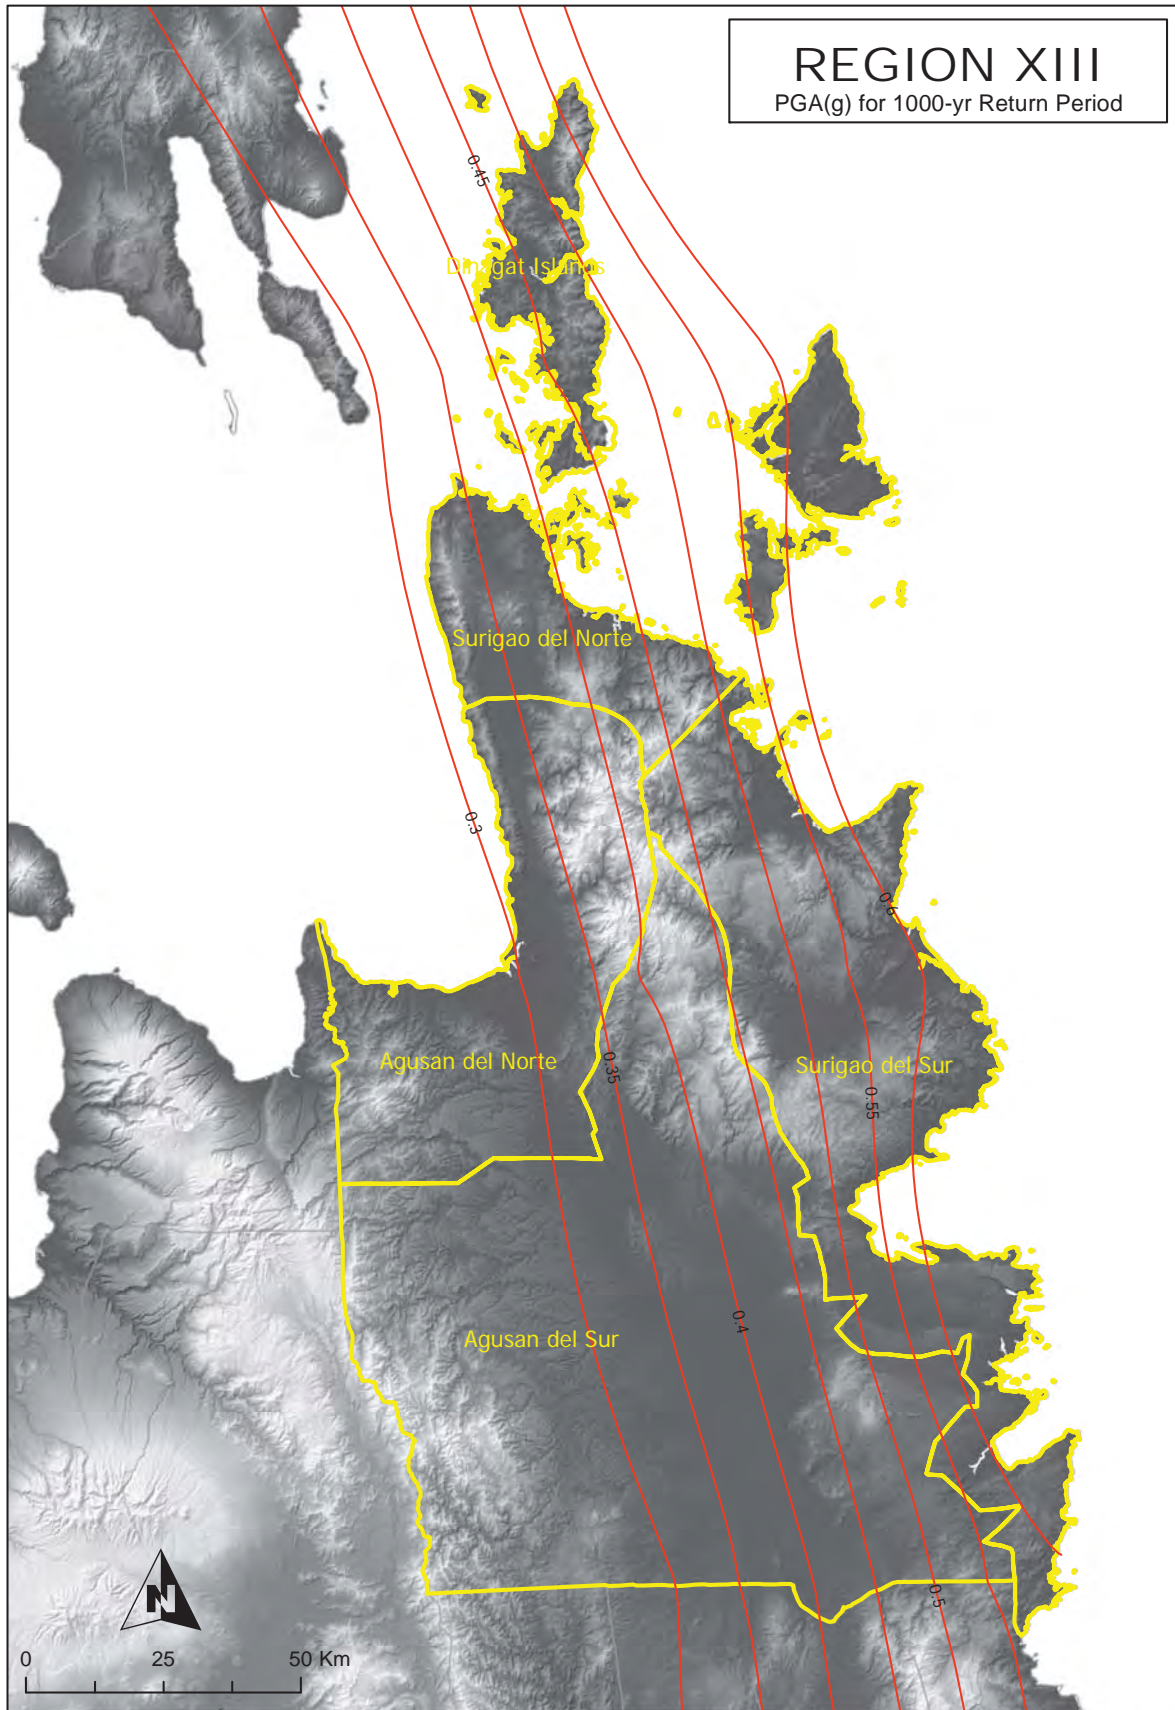 REGION XIII
PGA(g) for 1000-yr Return Period
0.45
Dinagat Islands
Surigao del Norte
0.3
0.6
Agusan del Norte
0.35
Surigao del Sur
0.55
0.4
Agusan del Sur
0.5
N
0 25 50 Km